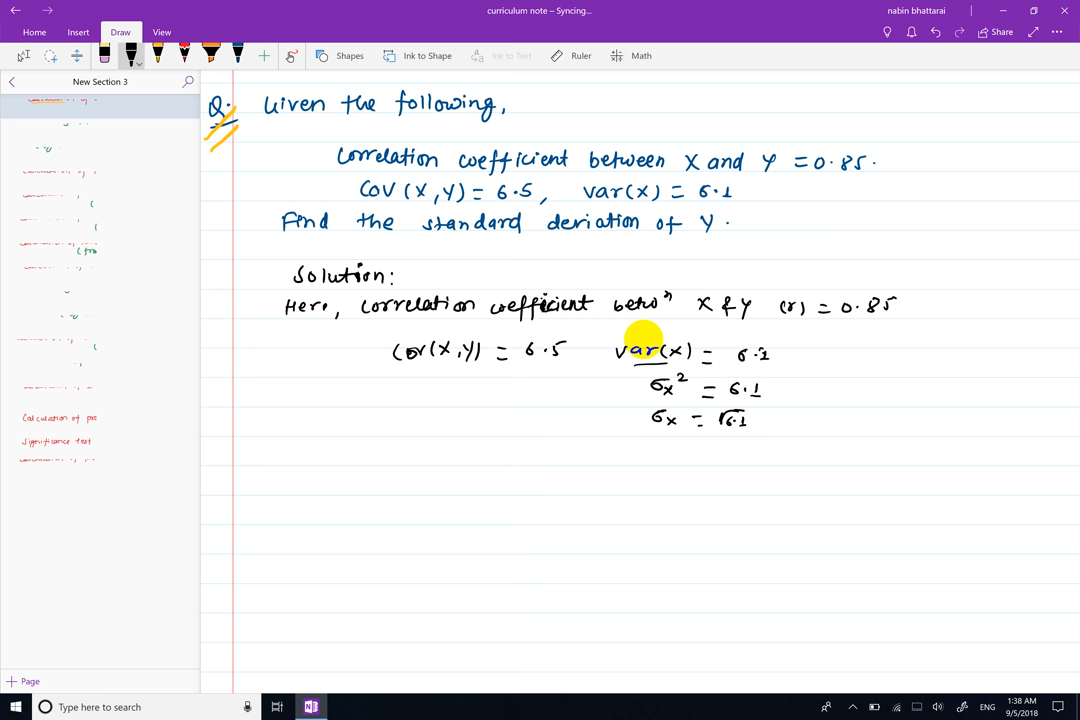 curriculum note – Syncing...
nabin bhattarai
Home Insert Draw View
Share
Shapes Ink to Shape Ink to Text Ruler Math
New Section 3
Q. Given the following,
Correlation coefficient between X and Y = 0.85.
Cov (X, Y) = 6.5, var(x) = 6.1
Find the standard deviation of Y.
Solution:
Here, correlation coefficient betwⁿ X & Y (r) = 0.85
Cov(X, Y) = 6.5 var(x) = 6.1
σx² = 6.1
σx = √6.1
Calculation of pre
Significance test
Page
Type here to search
ENG
1:38 AM
9/5/2018